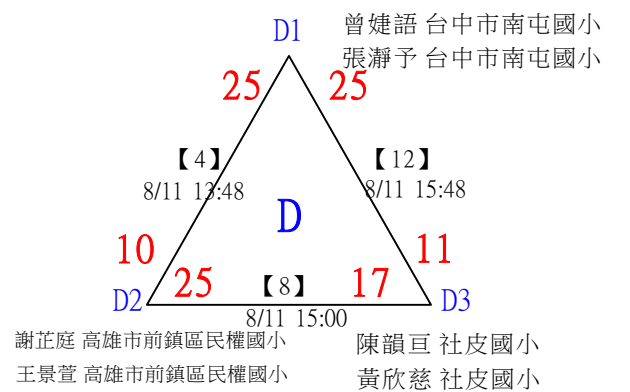 D1
曾婕語 台中市南屯國小
張瀞予 台中市南屯國小
25 25
【4】 【12】
8/11 13:48 8/11 15:48
D
10 11
25 【8】 17
D2 D3
8/11 15:00
謝芷庭 高雄市前鎮區民權國小 陳韻亘 社皮國小
王景萱 高雄市前鎮區民權國小 黃欣慈 社皮國小